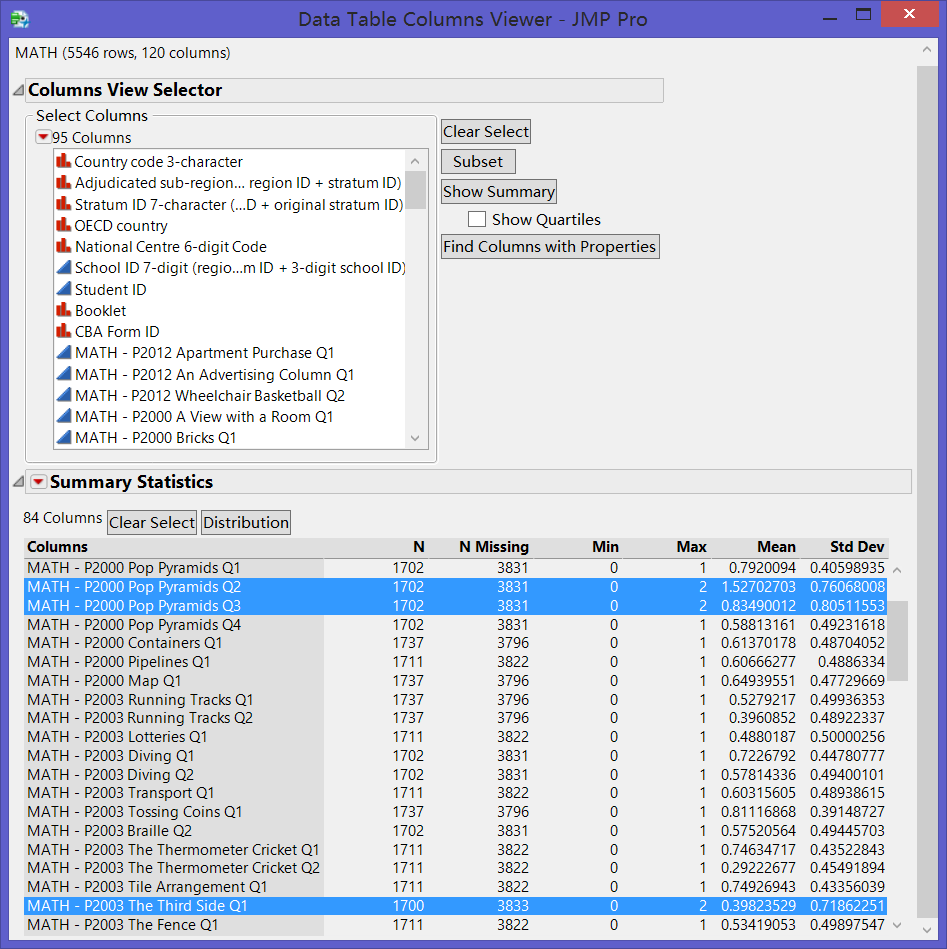 Data Table Columns Viewer - JMP Pro
MATH (5546 rows, 120 columns)
Columns View Selector
Select Columns
95 Columns
Country code 3-character
Adjudicated sub-region... region ID + stratum ID)
Stratum ID 7-character (...D + original stratum ID)
OECD country
National Centre 6-digit Code
School ID 7-digit (regio...m ID + 3-digit school ID)
Student ID
Booklet
CBA Form ID
MATH - P2012 Apartment Purchase Q1
MATH - P2012 An Advertising Column Q1
MATH - P2012 Wheelchair Basketball Q2
MATH - P2000 A View with a Room Q1
MATH - P2000 Bricks Q1
Clear Select
Subset
Show Summary
Show Quartiles
Find Columns with Properties
Summary Statistics
84 Columns Clear Select Distribution
Columns N N Missing Min Max Mean Std Dev
MATH - P2000 Pop Pyramids Q1 1702 3831 0 1 0.7920094 0.40598935
MATH - P2000 Pop Pyramids Q2 1702 3831 0 2 1.52702703 0.76068008
MATH - P2000 Pop Pyramids Q3 1702 3831 0 2 0.83490012 0.80511553
MATH - P2000 Pop Pyramids Q4 1702 3831 0 1 0.58813161 0.49231618
MATH - P2000 Containers Q1 1737 3796 0 1 0.61370178 0.48704052
MATH - P2000 Pipelines Q1 1711 3822 0 1 0.60666277 0.4886334
MATH - P2000 Map Q1 1737 3796 0 1 0.64939551 0.47729669
MATH - P2003 Running Tracks Q1 1737 3796 0 1 0.5279217 0.49936353
MATH - P2003 Running Tracks Q2 1737 3796 0 1 0.3960852 0.48922337
MATH - P2003 Lotteries Q1 1711 3822 0 1 0.4880187 0.50000256
MATH - P2003 Diving Q1 1702 3831 0 1 0.7226792 0.44780777
MATH - P2003 Diving Q2 1702 3831 0 1 0.57814336 0.49400101
MATH - P2003 Transport Q1 1711 3822 0 1 0.60315605 0.48938615
MATH - P2003 Tossing Coins Q1 1737 3796 0 1 0.81116868 0.39148727
MATH - P2003 Braille Q2 1702 3831 0 1 0.57520564 0.49445703
MATH - P2003 The Thermometer Cricket Q1 1711 3822 0 1 0.74634717 0.43522843
MATH - P2003 The Thermometer Cricket Q2 1711 3822 0 1 0.29222677 0.45491894
MATH - P2003 Tile Arrangement Q1 1711 3822 0 1 0.74926943 0.43356039
MATH - P2003 The Third Side Q1 1700 3833 0 2 0.39823529 0.71862251
MATH - P2003 The Fence Q1 1711 3822 0 1 0.53419053 0.49897547